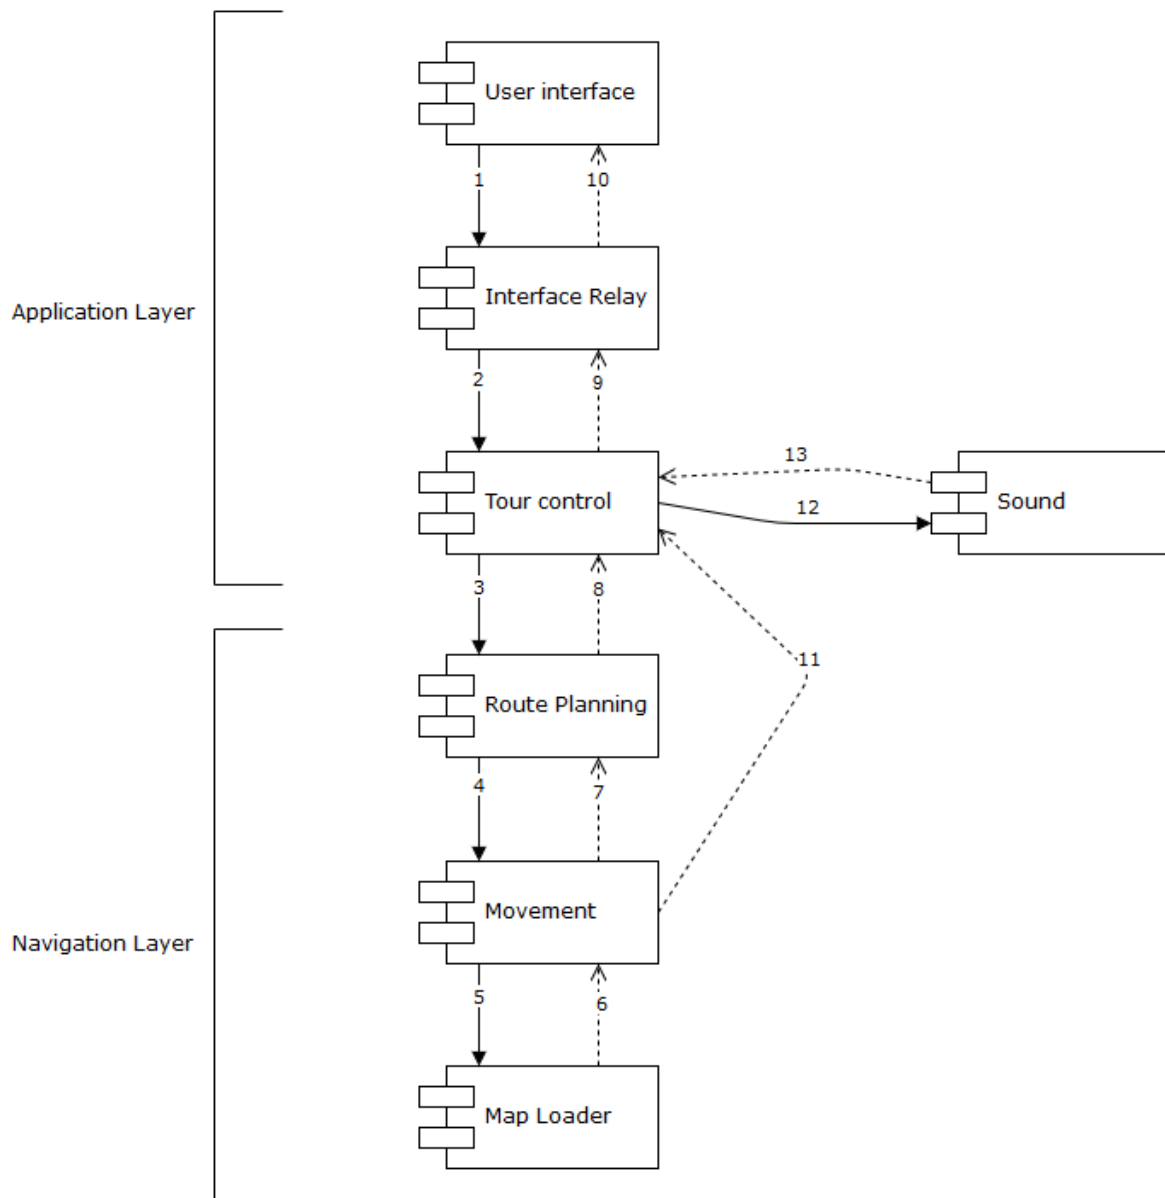 User interface
1
10
Interface Relay
Application Layer
2
9
13
Tour control
12
Sound
3
8
11
Route Planning
4
7
Movement
Navigation Layer
5
6
Map Loader